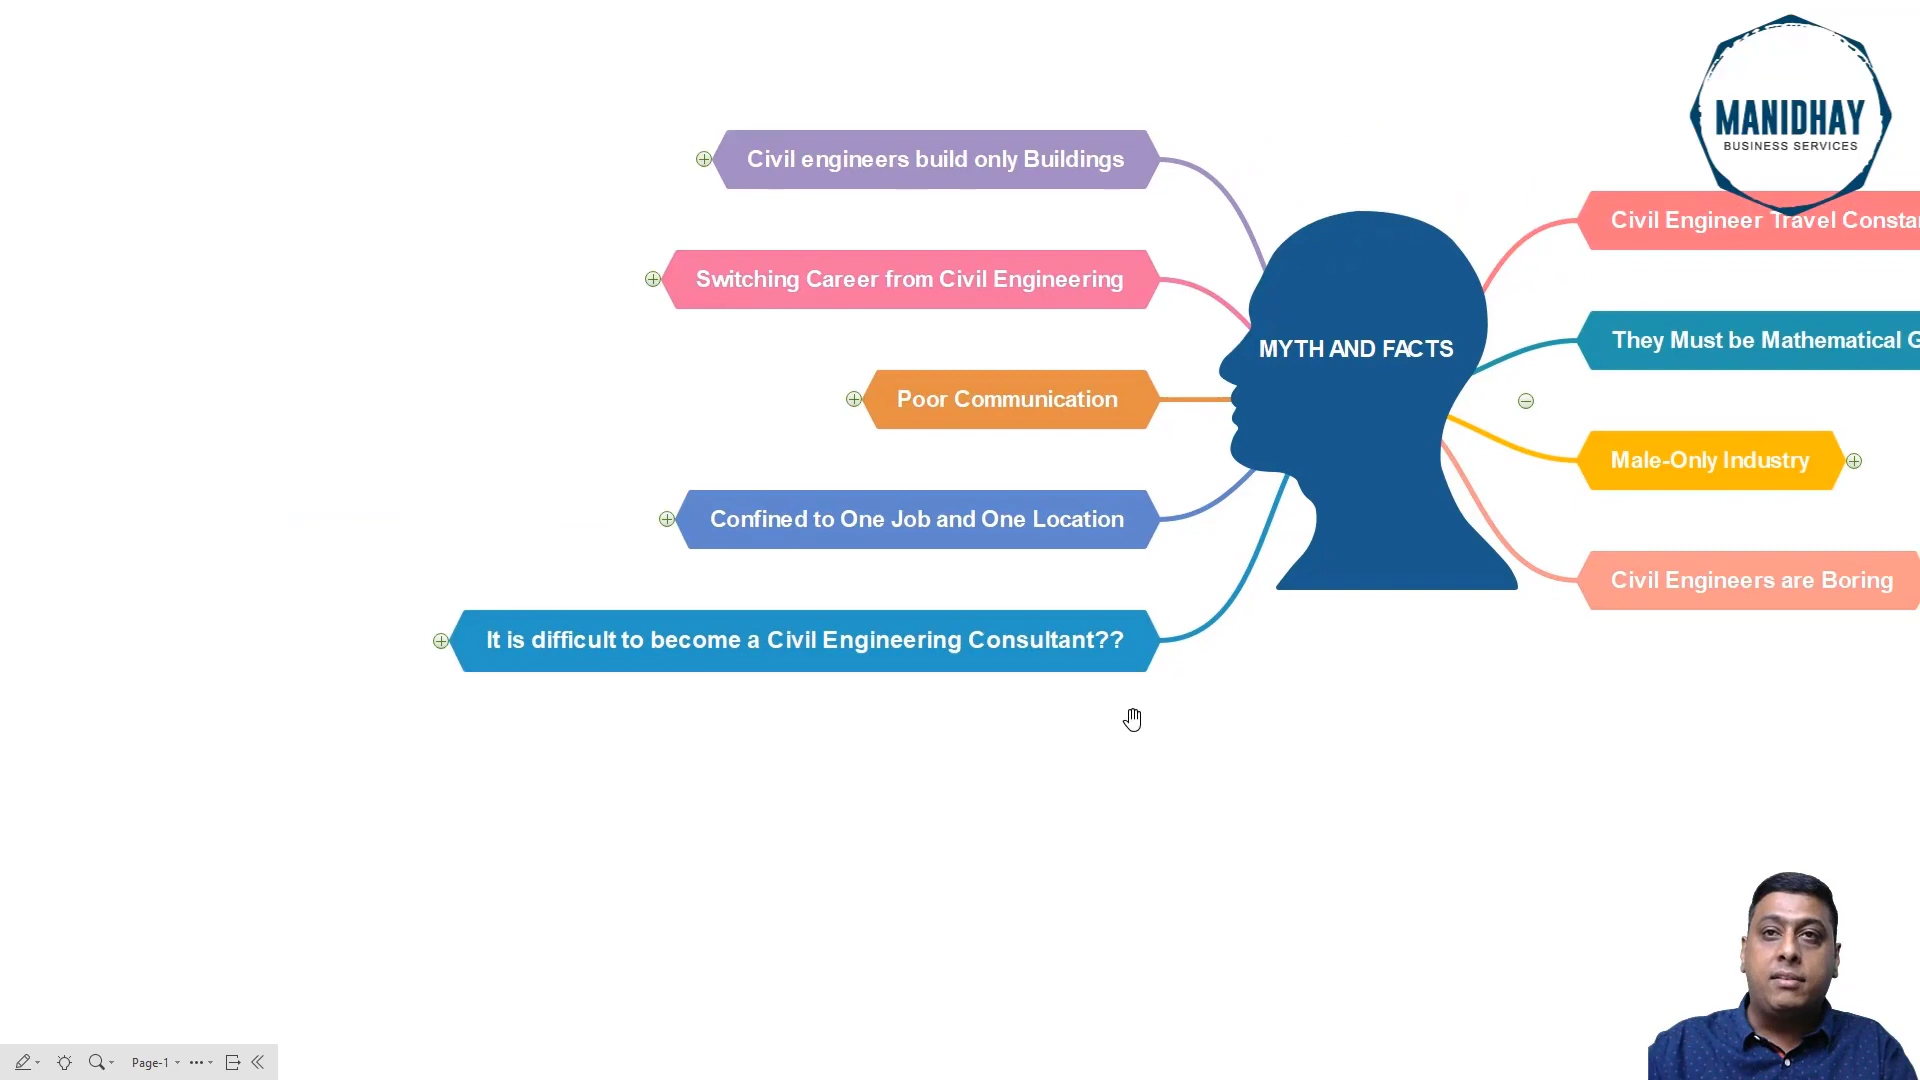 MANIDHAY
BUSINESS SERVICES
Civil engineers build only Buildings
Switching Career from Civil Engineering
Poor Communication
Confined to One Job and One Location
It is difficult to become a Civil Engineering Consultant??
MYTH AND FACTS
Civil Engineer Travel
They Must be Mathematical
Male-Only Industry
Civil Engineers are Boring
Page-1